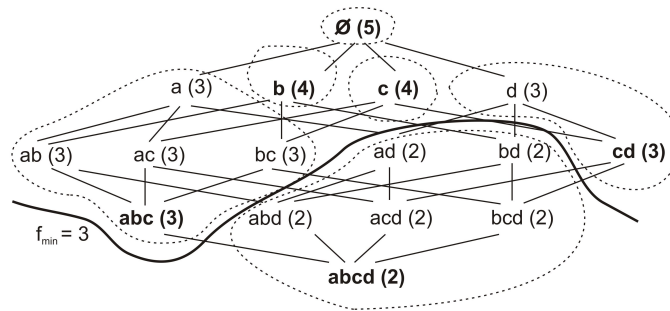 Ø (5)
a (3) b (4) c (4) d (3)
ab (3) ac (3) bc (3) ad (2) bd (2) cd (3)
abc (3) abd (2) acd (2) bcd (2)
fmin = 3
abcd (2)